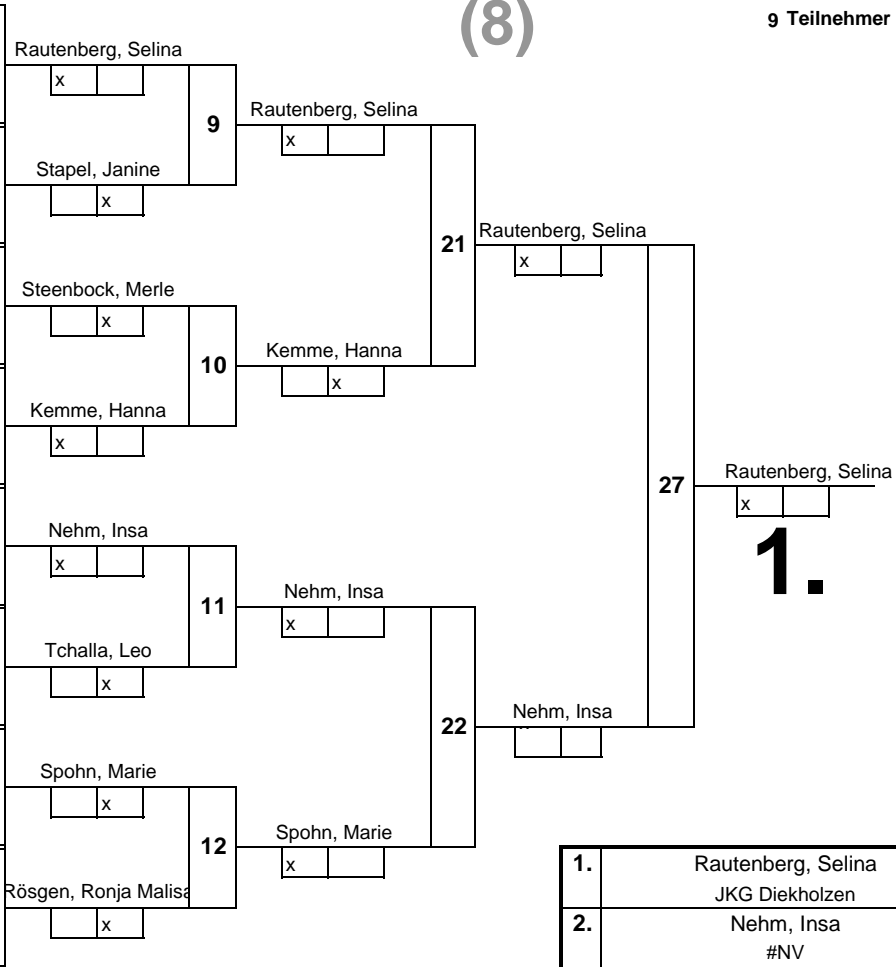 (8)
9 Teilnehmer
Rautenberg, Selina
x
9
Rautenberg, Selina
x
Stapel, Janine
x
21
Rautenberg, Selina
x
Steenbock, Merle
x
10
Kemme, Hanna
x
Kemme, Hanna
x
27
Rautenberg, Selina
x
1.
Nehm, Insa
x
11
Nehm, Insa
x
Tchalla, Leo
x
22
Nehm, Insa
Spohn, Marie
x
12
Spohn, Marie
x
Rösgen, Ronja Malisa
x
1. Rautenberg, Selina
JKG Diekholzen
2. Nehm, Insa
#NV